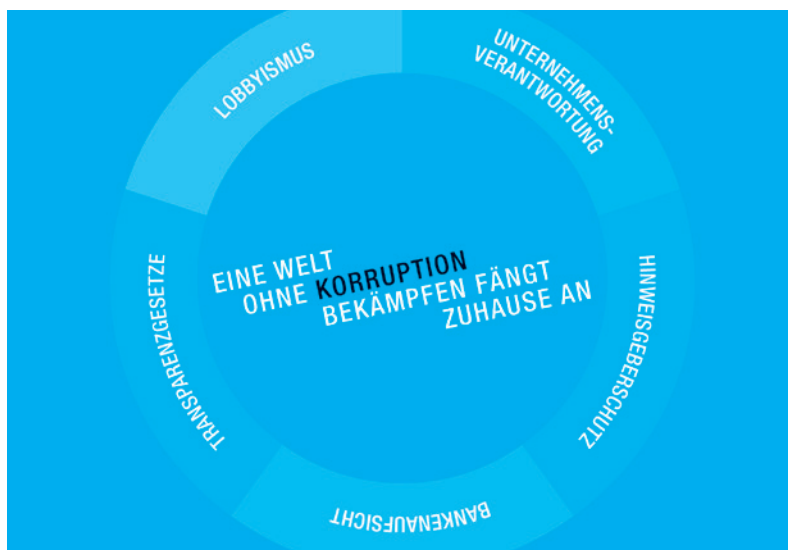 LOBBYISMUS
UNTERNEHMENS-
VERANTWORTUNG
HINWEISGEBERSCHUTZ
BANKENAUFSICHT
TRANSPARENZGESETZE
EINE WELT
OHNE KORRUPTION
BEKÄMPFEN FÄNGT
ZUHAUSE AN